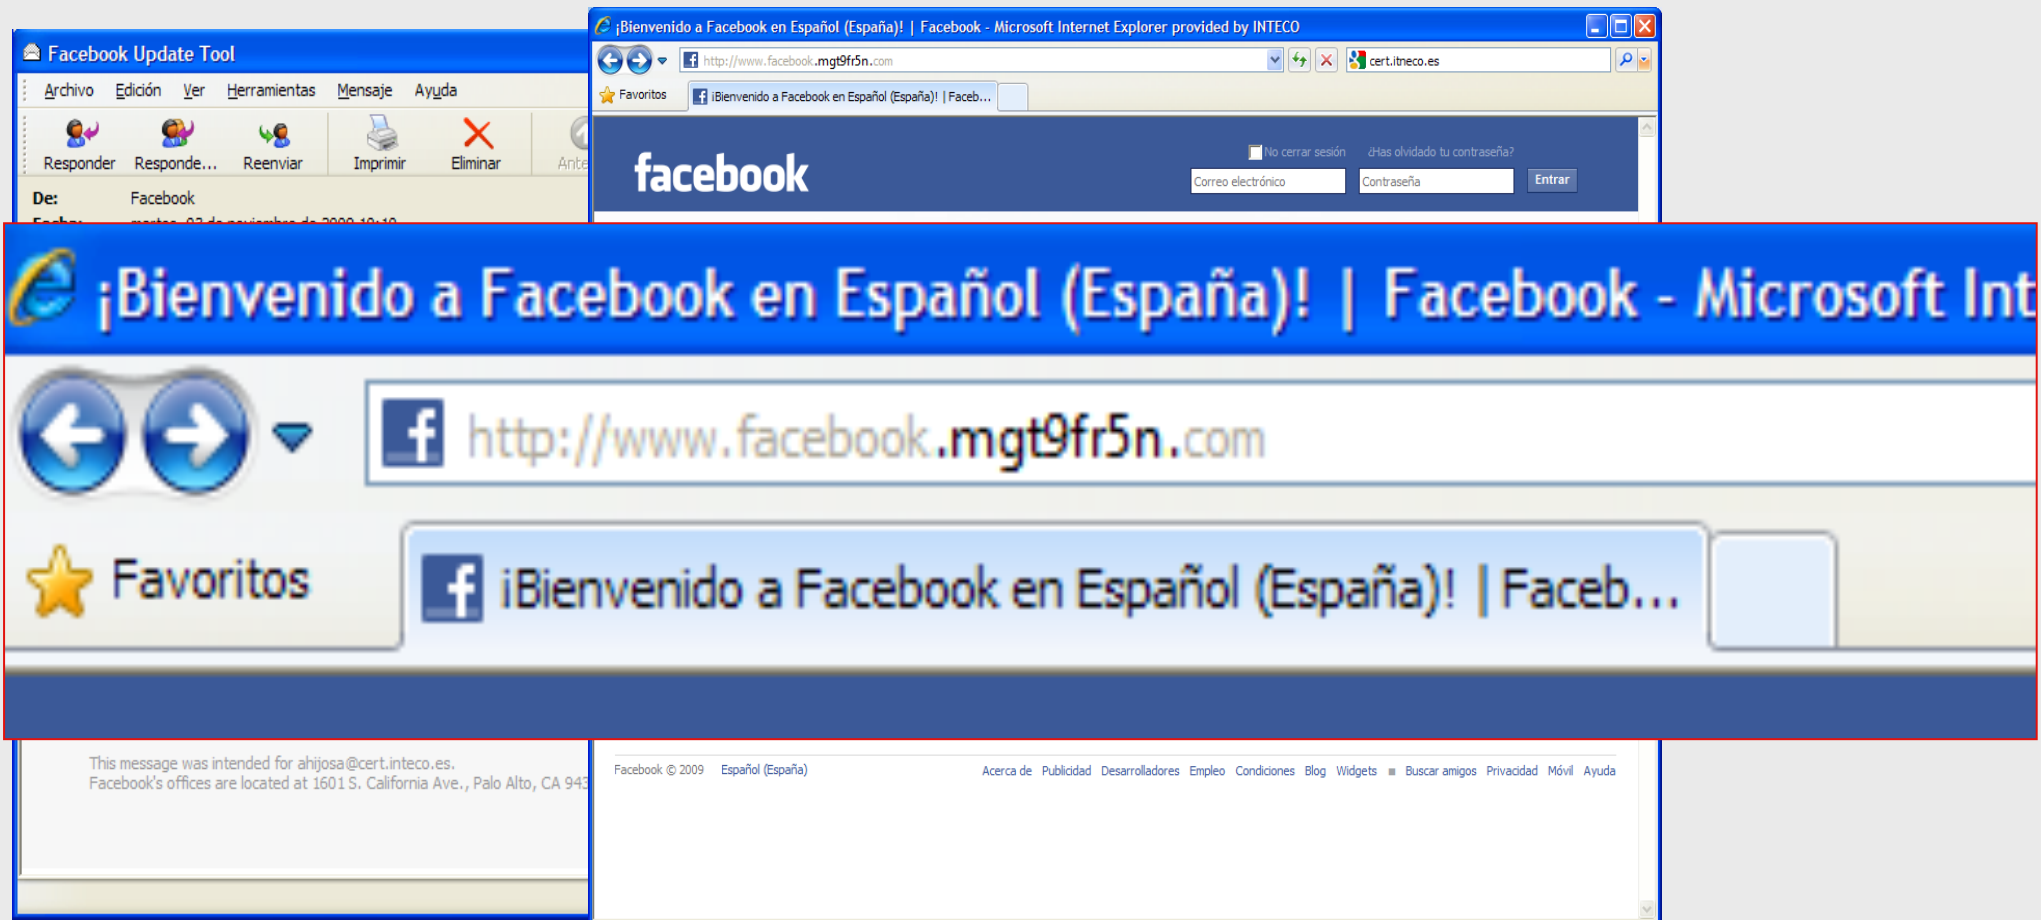 Facebook Update Tool
Archivo Edición Ver Herramientas Mensaje Ayuda
Responder Responde... Reenviar Imprimir Eliminar
De: Facebook
¡Bienvenido a Facebook en Español (España)! | Facebook - Microsoft Internet Explorer provided by INTECO
http://www.facebook.mgt9fr5n.com
cert.itneco.es
Favoritos
¡Bienvenido a Facebook en Español (España)! | Faceb...
facebook
No cerrar sesión ¿Has olvidado tu contraseña?
Correo electrónico Contraseña Entrar
¡Bienvenido a Facebook en Español (España)! | Facebook - Microsoft Int
http://www.facebook.mgt9fr5n.com
Favoritos
¡Bienvenido a Facebook en Español (España)! | Faceb...
This message was intended for ahijosa@cert.inteco.es.
Facebook's offices are located at 1601 S. California Ave., Palo Alto, CA 943
Facebook © 2009 Español (España)
Acerca de Publicidad Desarrolladores Empleo Condiciones Blog Widgets ■ Buscar amigos Privacidad Móvil Ayuda